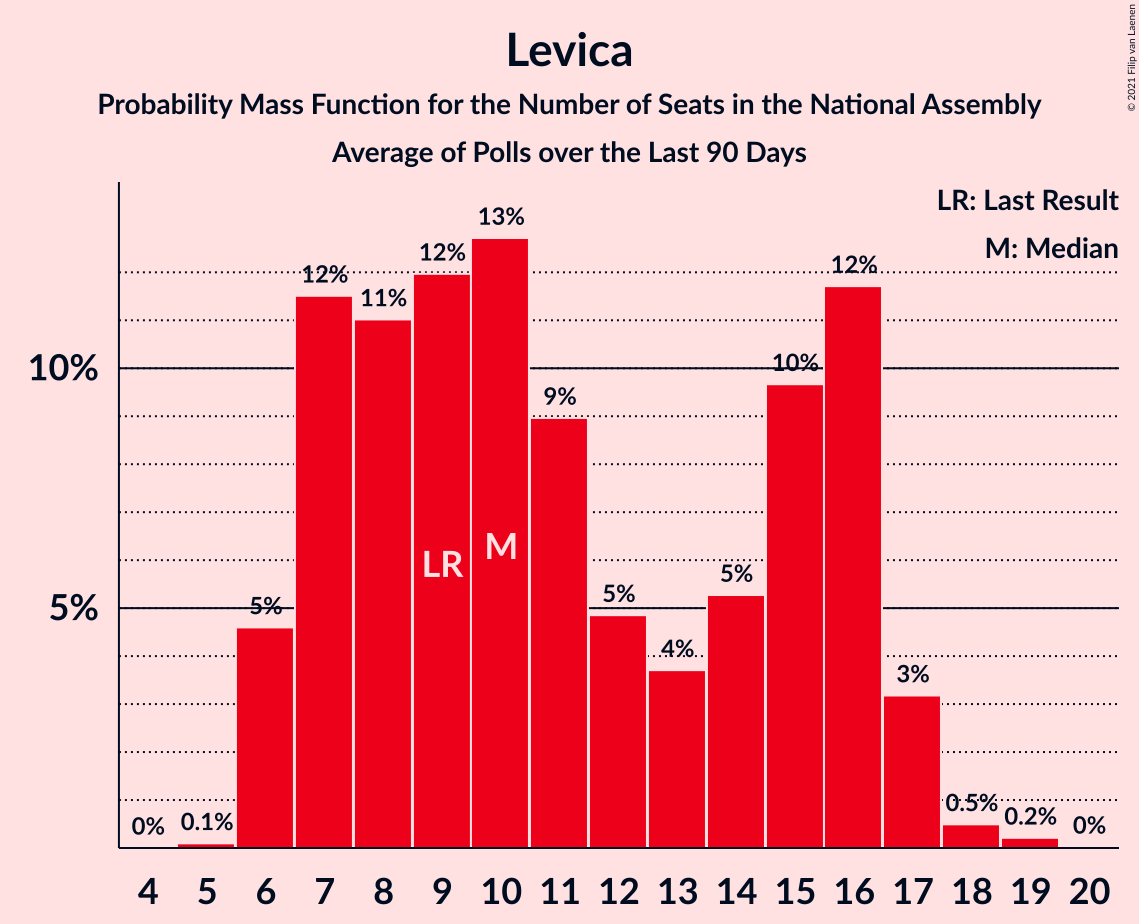 Levica
Probability Mass Function for the Number of Seats in the National Assembly
Average of Polls over the Last 90 Days
© 2021 Filip van Laenen
LR: Last Result
M: Median
10%
5%
0%
0.1%
5%
12%
11%
12%
13%
9%
5%
4%
5%
10%
12%
3%
0.5%
0.2%
0%
LR
M
4 5 6 7 8 9 10 11 12 13 14 15 16 17 18 19 20